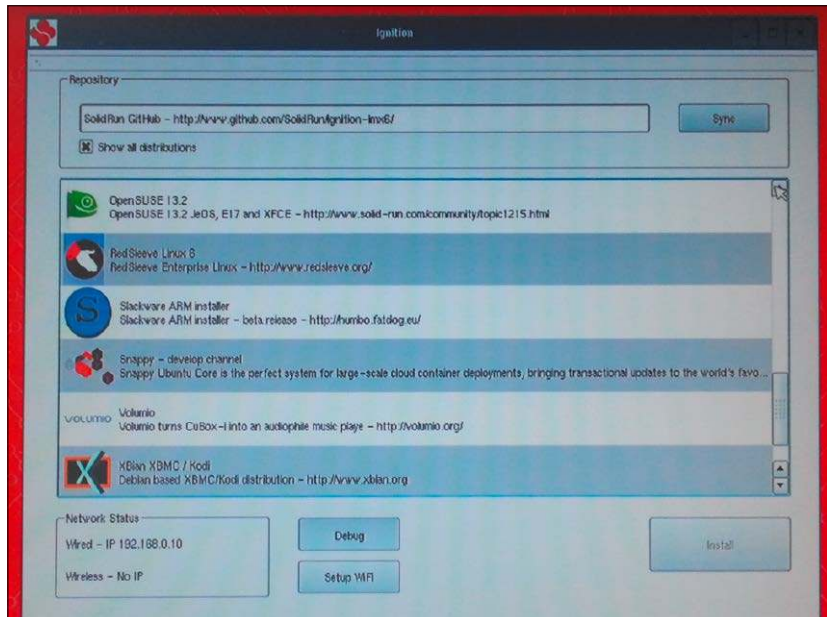 Ignition
Repository
SolidRun GitHub - http://www.github.com/SolidRun/ignition-imx6/
Sync
Show all distributions
OpenSUSE 13.2
OpenSUSE 13.2 JeOS, E17 and XFCE - http://www.solid-run.com/community/topic1215.html
RedSleeve Linux 6
RedSleeve Enterprise Linux - http://www.redsleeve.org/
S
Slackware ARM installer
Slackware ARM installer - beta release - http://humbo.fatdog.eu/
Snappy - develop channel
Snappy Ubuntu Core is the perfect system for large-scale cloud container deployments, bringing transactional updates to the world's favo...
VOLUMIO
Volumio
Volumio turns CuBox-i into an audiophile music playe - http://volumio.org/
XBian XBMC / Kodi
Debian based XBMC/Kodi distribution - http://www.xbian.org
Network Status
Wired - IP 192.168.0.10
Wireless - No IP
Debug
Setup WiFi
Install